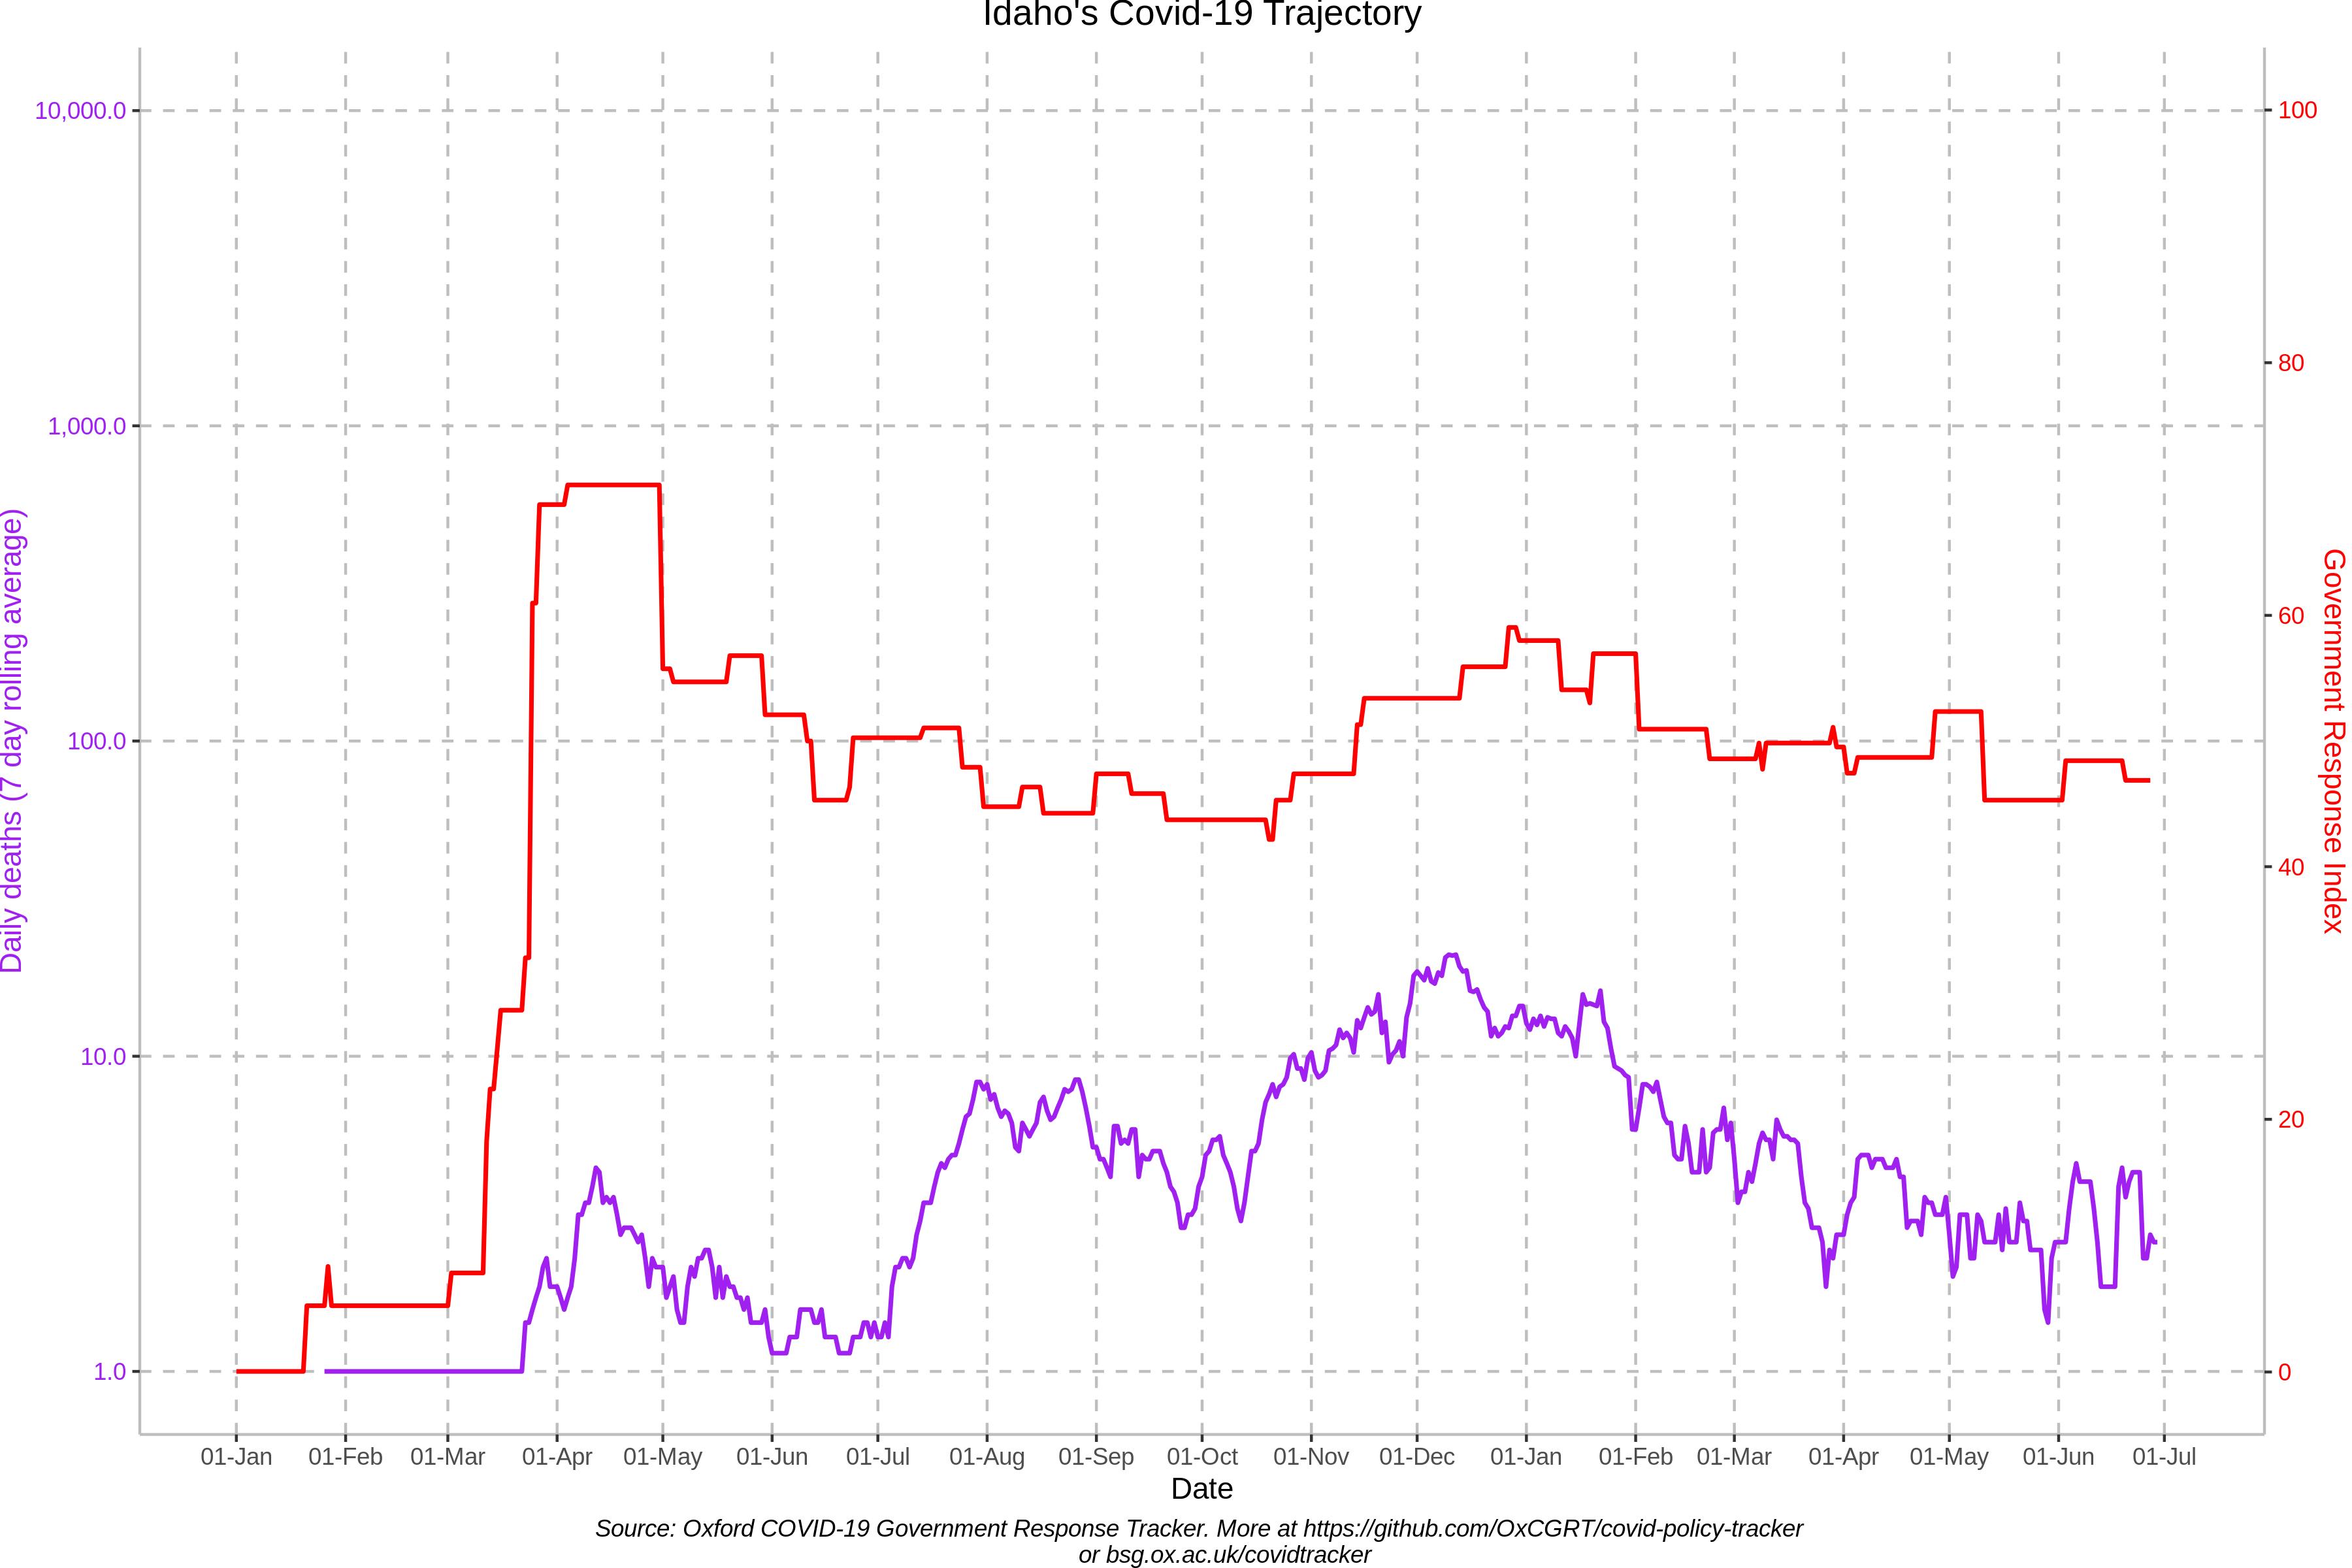 Idaho's Covid-19 Trajectory
10,000.0
1,000.0
100.0
10.0
1.0
Daily deaths (7 day rolling average)
100
80
60
40
20
0
Government Response Index
01-Jan 01-Feb 01-Mar 01-Apr 01-May 01-Jun 01-Jul 01-Aug 01-Sep 01-Oct 01-Nov 01-Dec 01-Jan 01-Feb 01-Mar 01-Apr 01-May 01-Jun 01-Jul
Date
Source: Oxford COVID-19 Government Response Tracker. More at https://github.com/OxCGRT/covid-policy-tracker
or bsg.ox.ac.uk/covidtracker